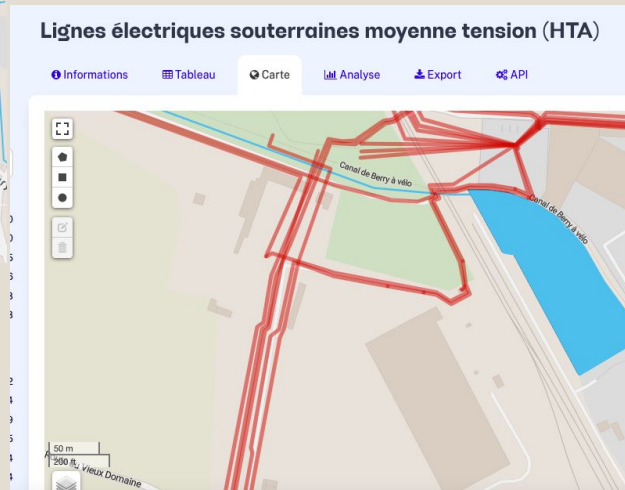 Lignes électriques souterraines moyenne tension (HTA)
Informations
Tableau
Carte
Analyse
Export
API
Canal de Berry à vélo
Canal de Berry à vélo
50 m
200 ft
Vieux Domaine